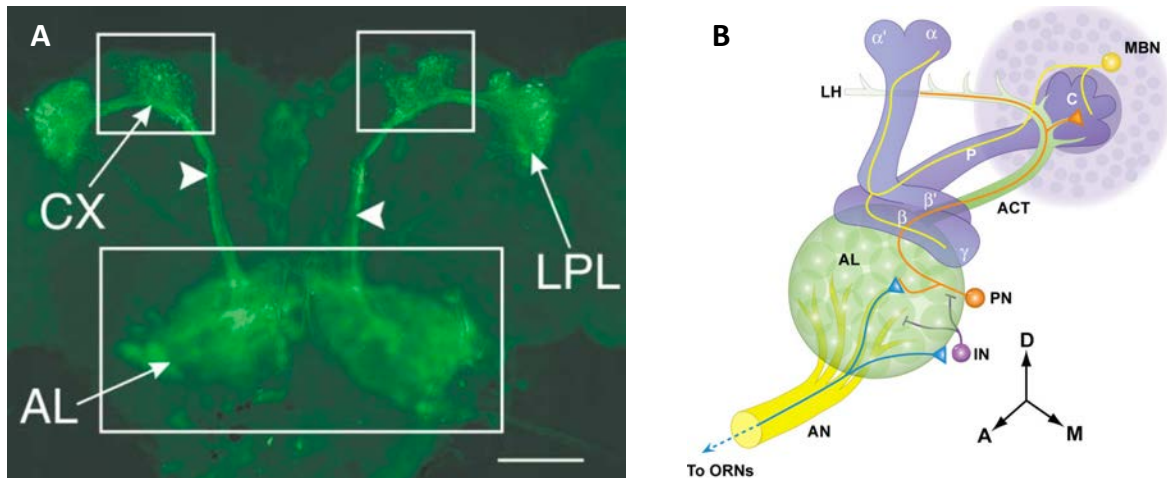 A
CX
LPL
AL
B
α'
α
MBN
LH
C
P
β'
ACT
β
AL
γ
PN
IN
D
A
M
AN
To ORNs